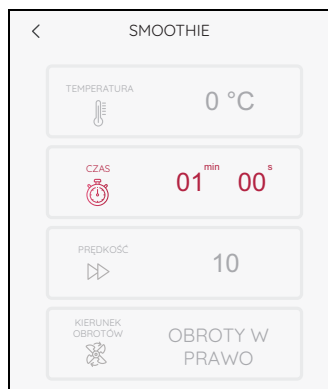 SMOOTHIE
TEMPERATURA
0 °C
CZAS
01 min 00 s
PRĘDKOŚĆ
10
KIERUNEK
OBROTÓW
OBROTY W
PRAWO